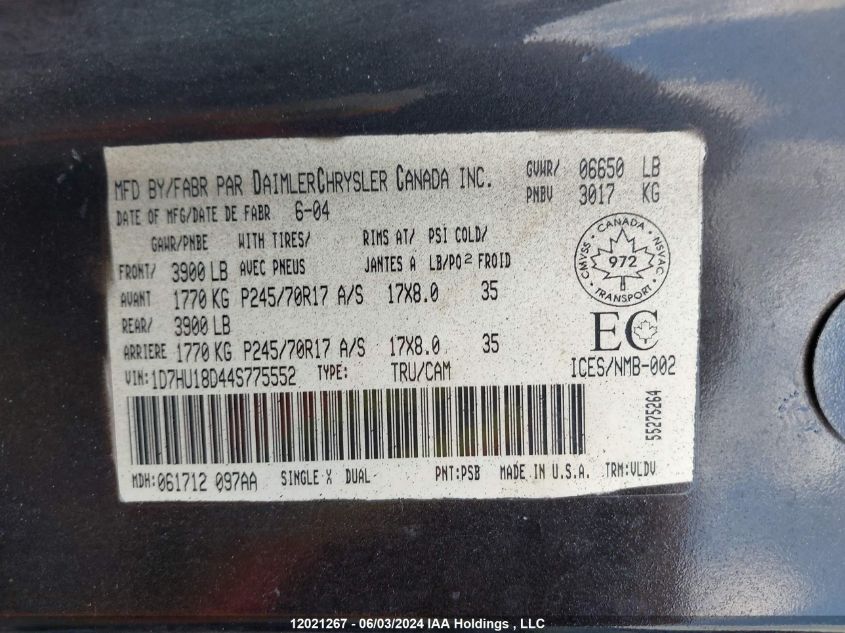 MFD BY/FABR PAR DAIMLERCHRYSLER CANADA INC.
GVWR/ 06650 LB
PNBV 3017 KG
DATE OF MFG/DATE DE FABR 6-04
GAWR/PNBE WITH TIRES/ RIMS AT/ PSI COLD/
FRONT/ 3900 LB AVEC PNEUS JANTES A LB/PO2 FROID
AVANT 1770 KG P245/70R17 A/S 17X8.0 35
REAR/ 3900 LB
ARRIERE 1770 KG P245/70R17 A/S 17X8.0 35
CANADA
CMVSS 972 NSVAC
TRANSPORT
EC
ICES/NMB-002
VIN: 1D7HU18D44S775552 TYPE: TRU/CAM
55275264
MDH: 061712 097AA SINGLE X DUAL- PNT:PSB MADE IN U.S.A. TRM:VLDV
12021267 - 06/03/2024 IAA Holdings , LLC